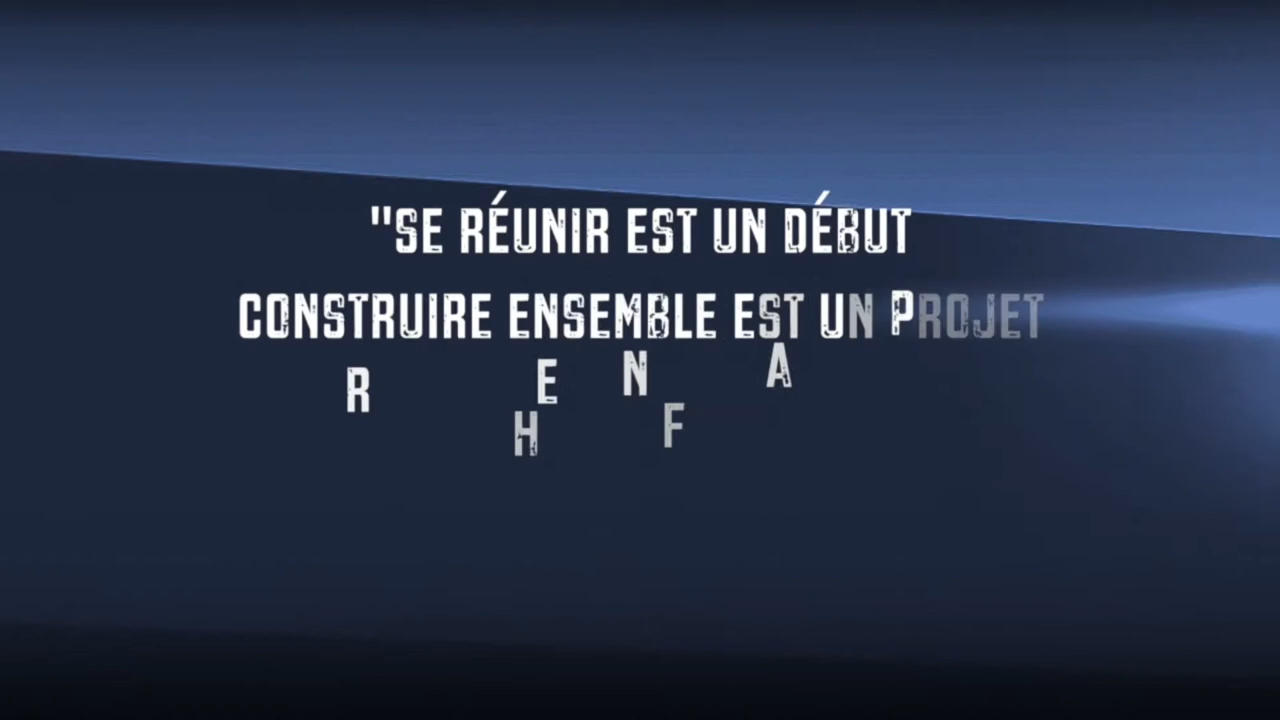 "SE RÉUNIR EST UN DÉBUT
CONSTRUIRE ENSEMBLE EST UN PROJET
R E N A
H F